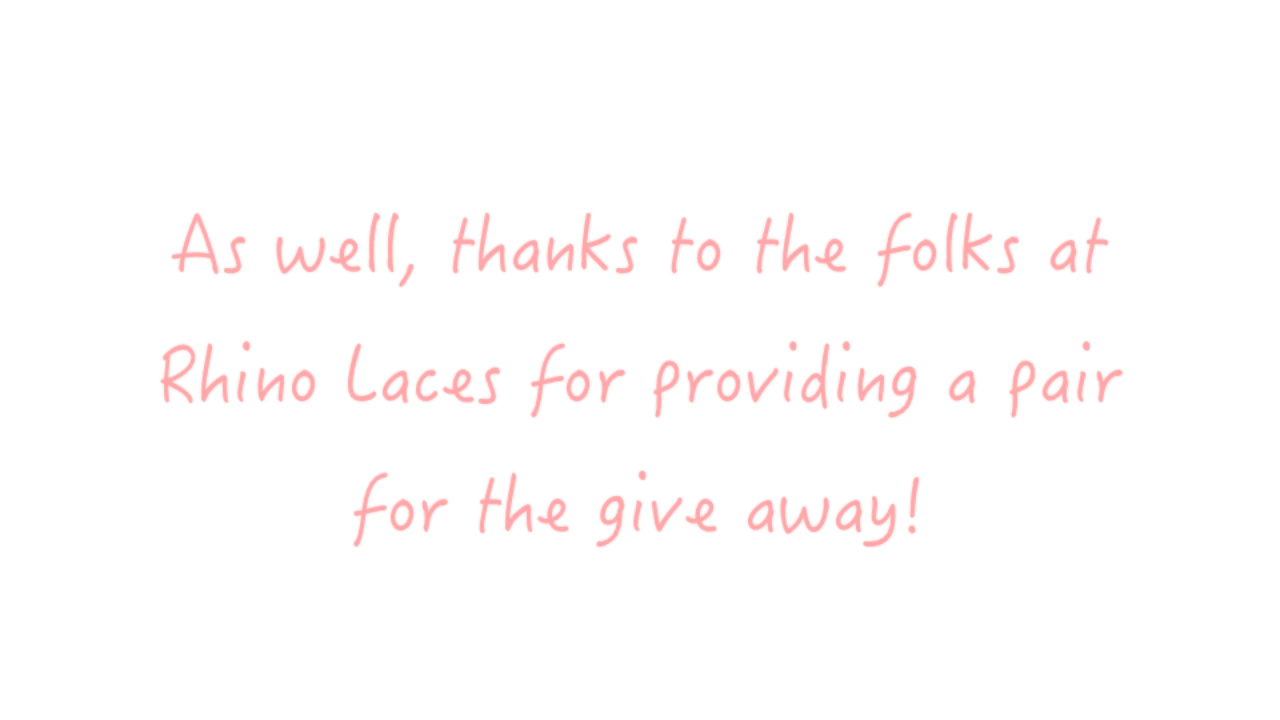 As well, thanks to the folks at
Rhino Laces for providing a pair
for the give away!